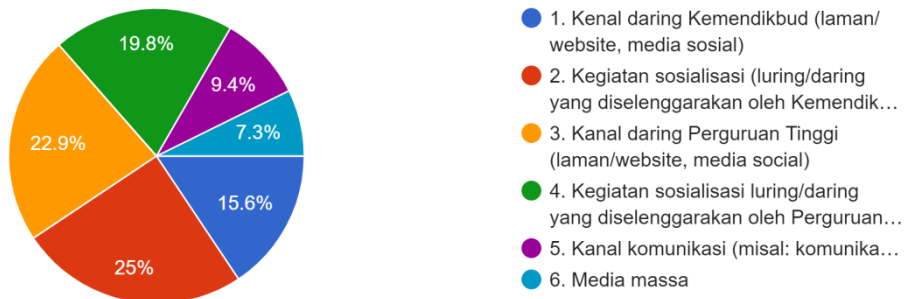 19.8%
9.4%
7.3%
22.9%
15.6%
25%
1. Kenal daring Kemendikbud (laman/
website, media sosial)
2. Kegiatan sosialisasi (luring/daring
yang diselenggarakan oleh Kemendik…
3. Kanal daring Perguruan Tinggi
(laman/website, media social)
4. Kegiatan sosialisasi luring/daring
yang diselenggarakan oleh Perguruan…
5. Kanal komunikasi (misal: komunika…
6. Media massa